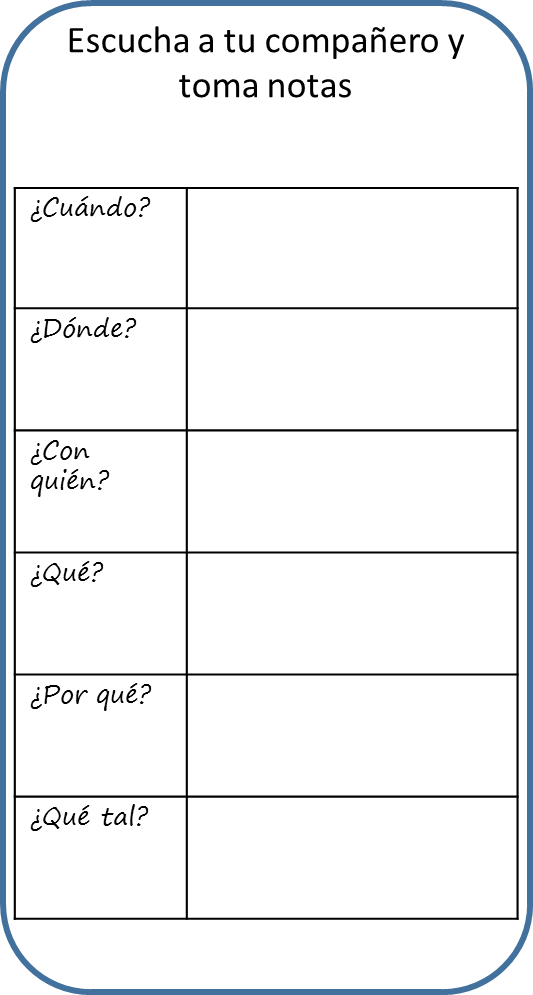 Escucha a tu compañero y
toma notas
¿Cuándo?
¿Dónde?
¿Con
quién?
¿Qué?
¿Por qué?
¿Qué tal?